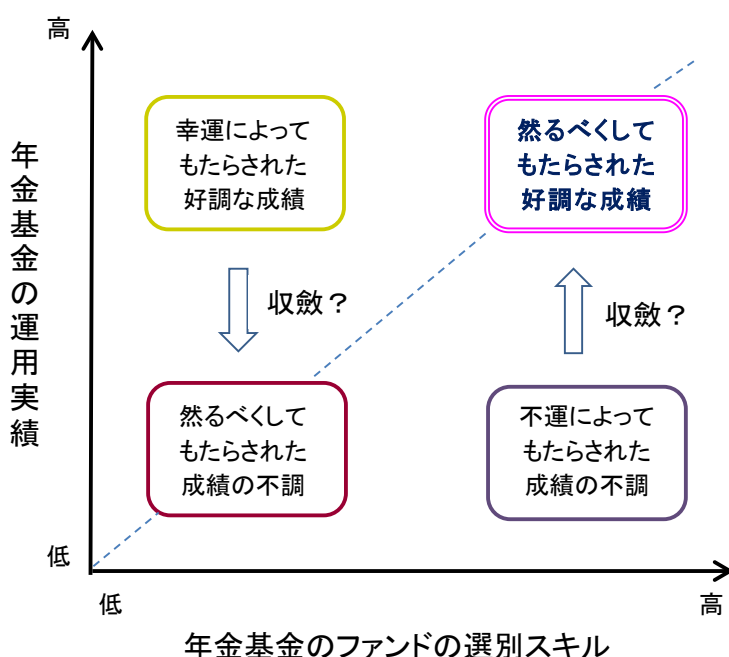 高
年金基金の運用実績
幸運によって
もたらされた
好調な成績
然るべくして
もたらされた
好調な成績
収斂？
収斂？
然るべくして
もたらされた
成績の不調
不運によって
もたらされた
成績の不調
低
低
高
年金基金のファンドの選別スキル